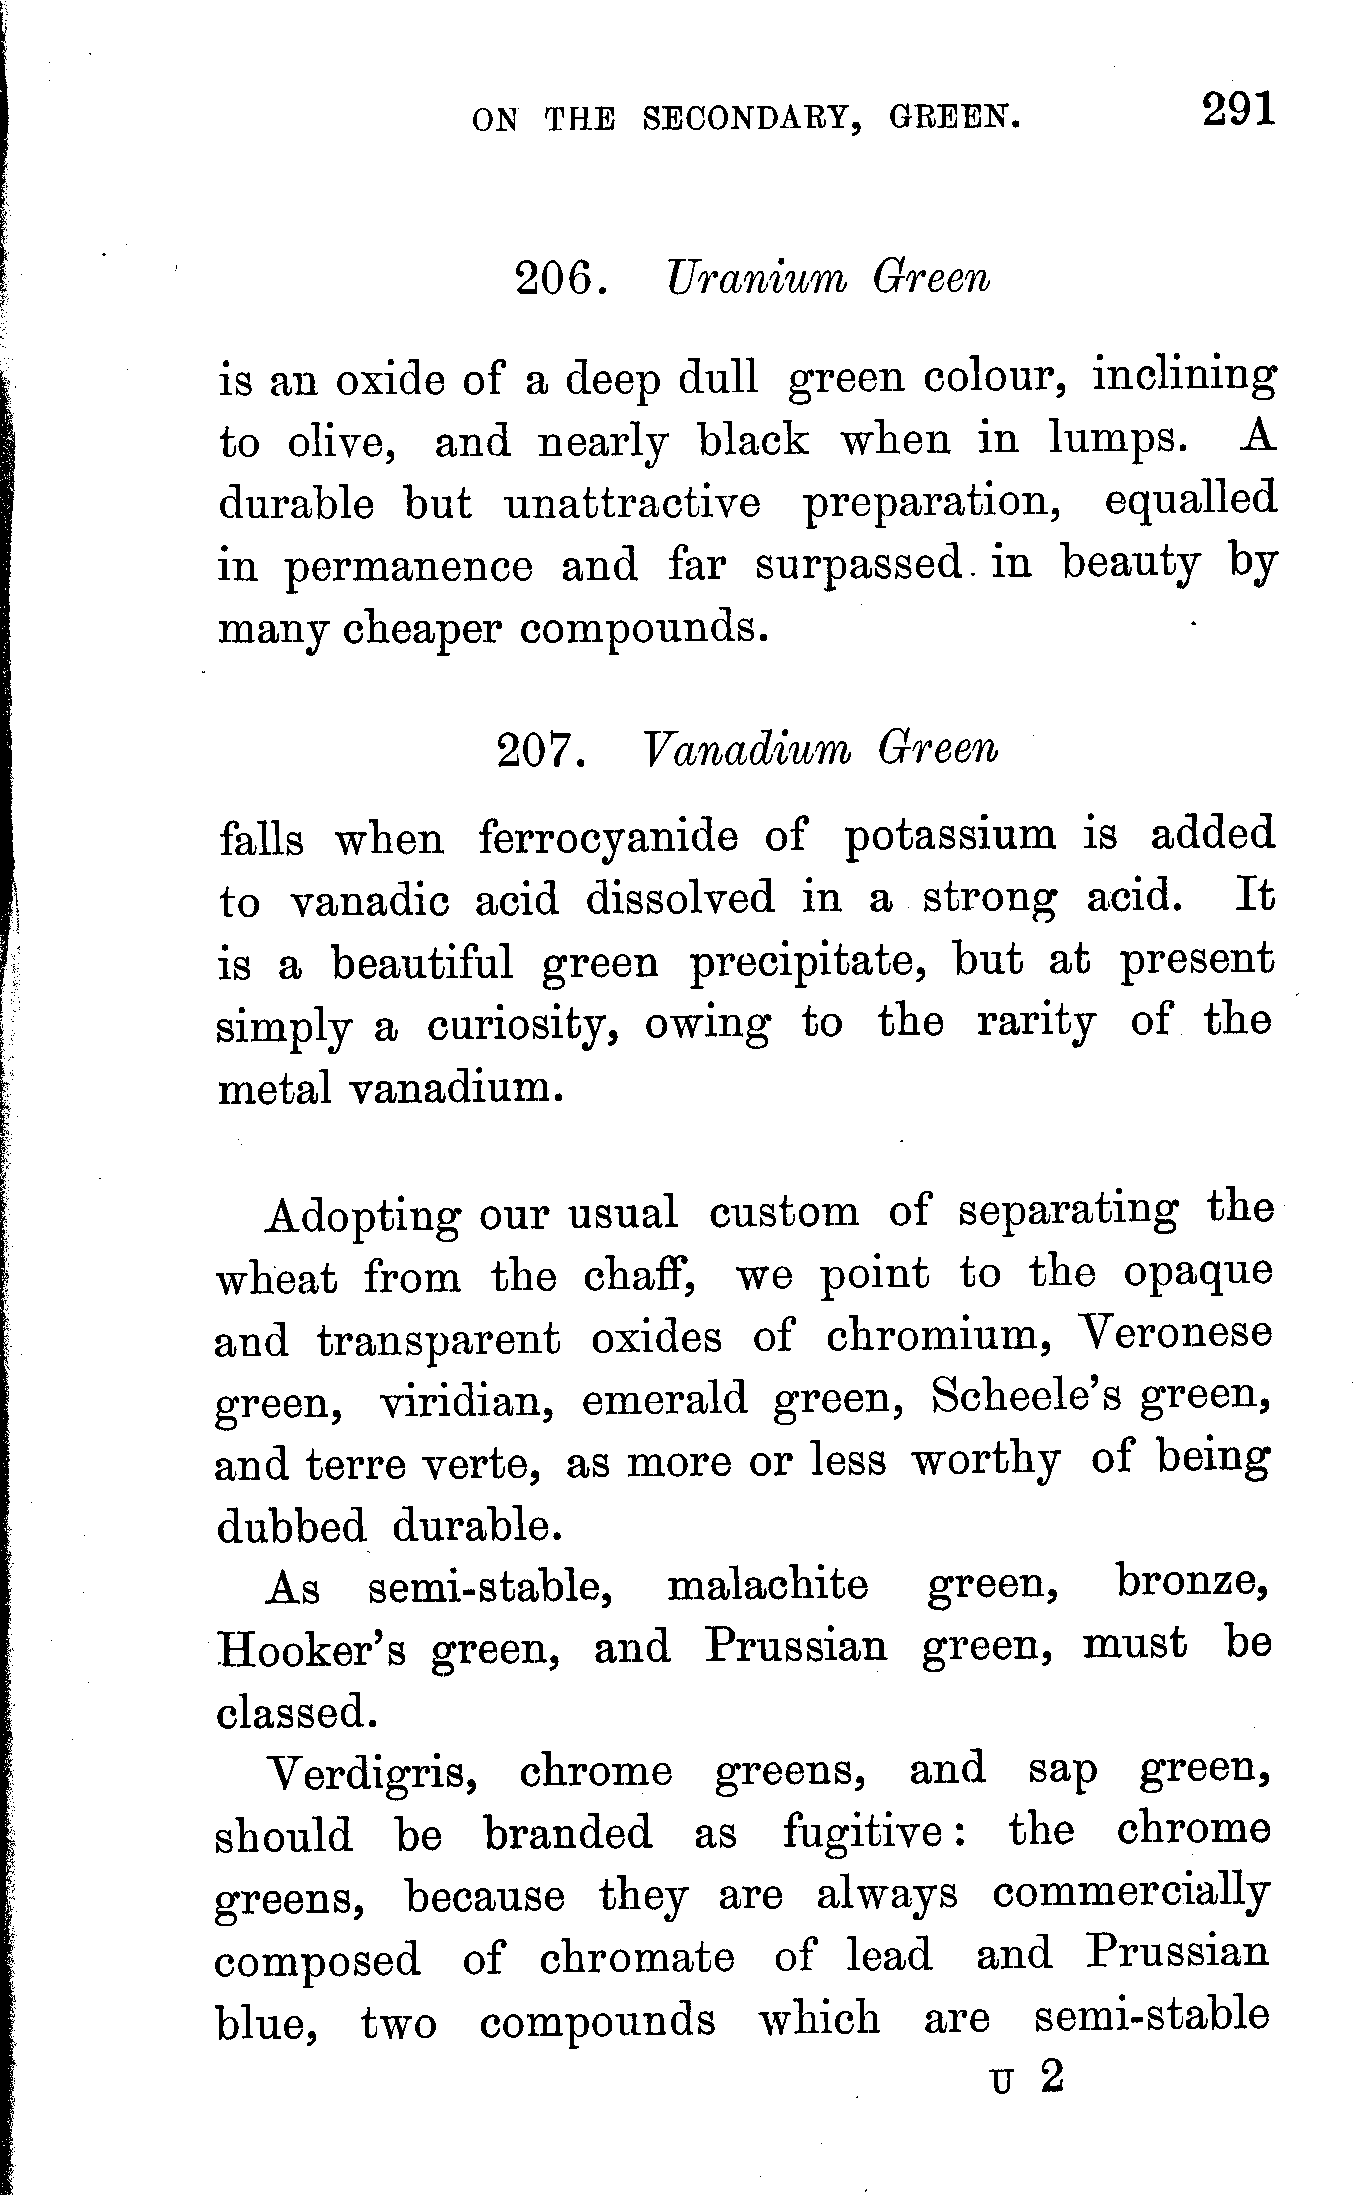 ON THE SECONDARY, GREEN. 291
206. Uranium Green
is an oxide of a deep dull green colour, inclining
to olive, and nearly black when in lumps. A
durable but unattractive preparation, equalled
in permanence and far surpassed in beauty by
many cheaper compounds.
207. Vanadium Green
falls when ferrocyanide of potassium is added
to vanadic acid dissolved in a strong acid. It
is a beautiful green precipitate, but at present
simply a curiosity, owing to the rarity of the
metal vanadium.
Adopting our usual custom of separating the
wheat from the chaff, we point to the opaque
and transparent oxides of chromium, Veronese
green, viridian, emerald green, Scheele's green,
and terre verte, as more or less worthy of being
dubbed durable.
As semi-stable, malachite green, bronze,
Hooker's green, and Prussian green, must be
classed.
Verdigris, chrome greens, and sap green,
should be branded as fugitive: the chrome
greens, because they are always commercially
composed of chromate of lead and Prussian
blue, two compounds which are semi-stable
U 2